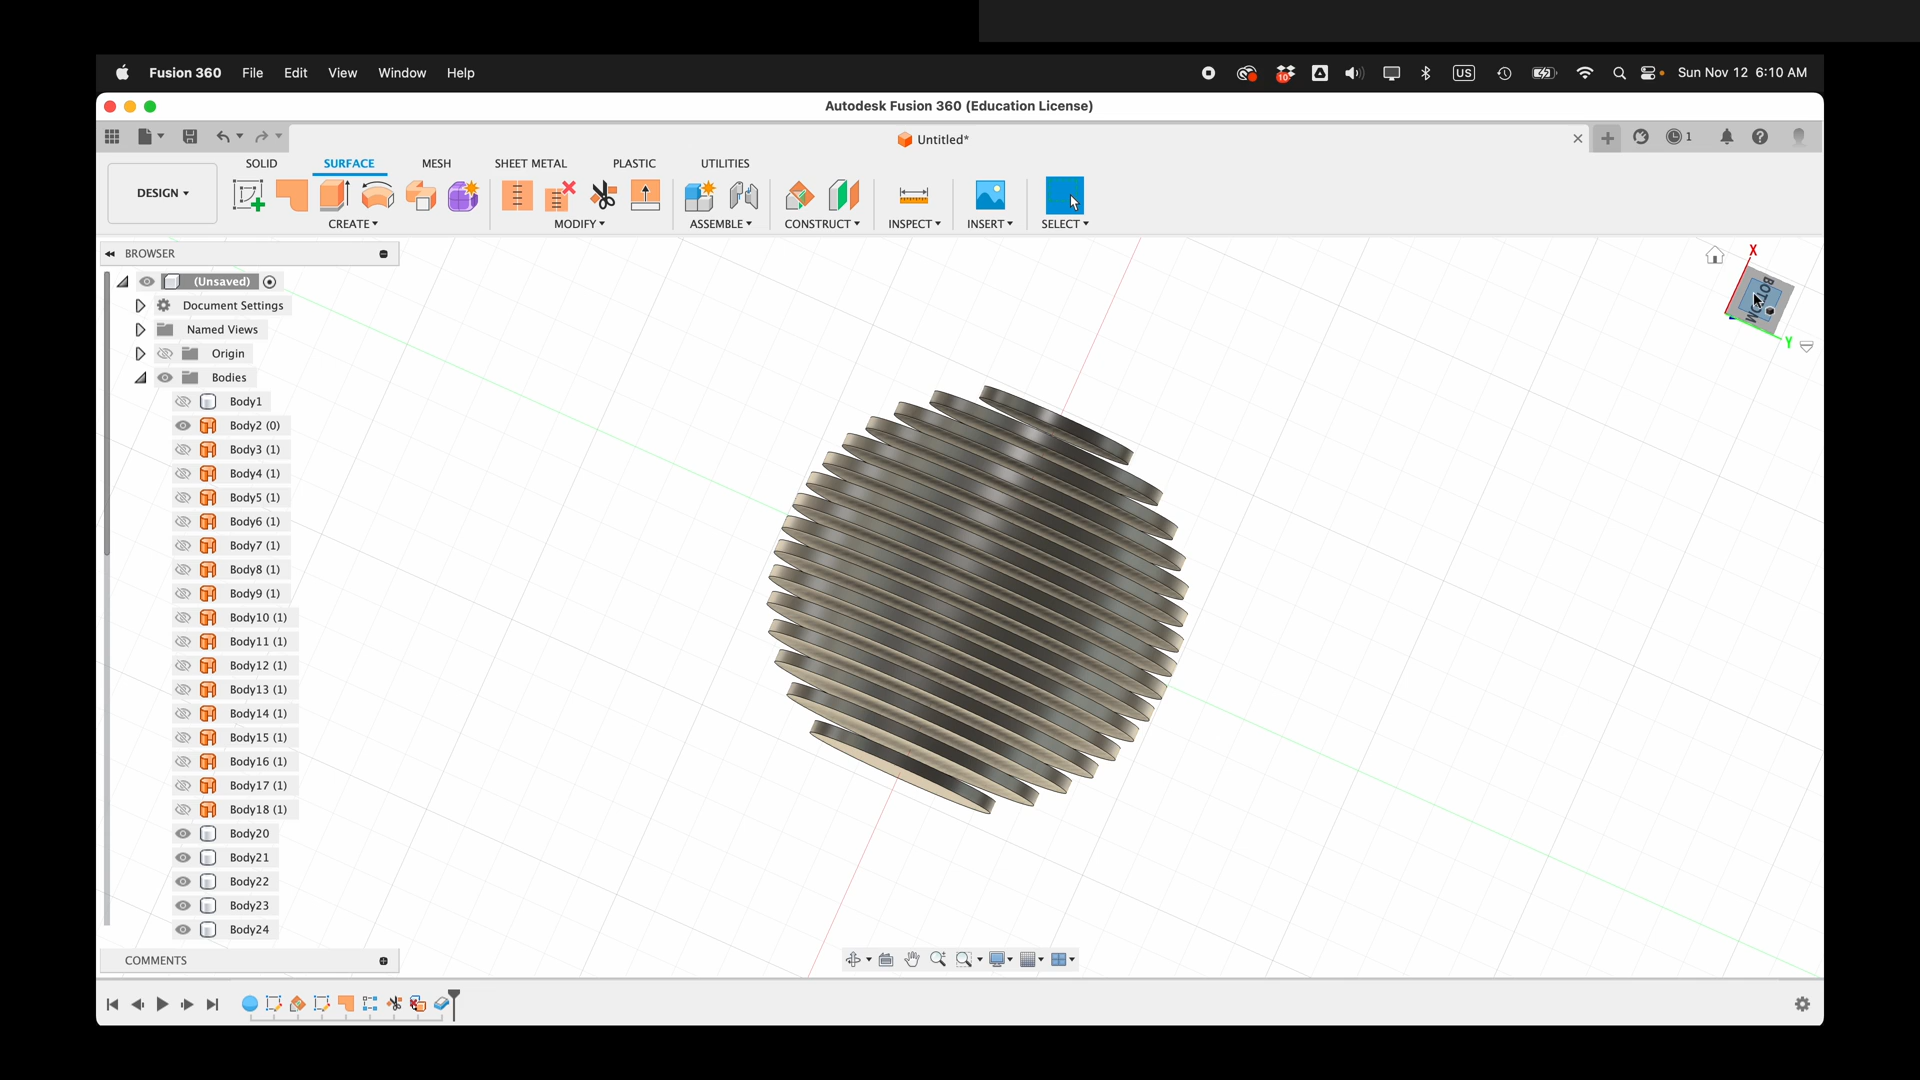 Fusion 360 File Edit View Window Help
10 US Sun Nov 12 6:10 AM
Autodesk Fusion 360 (Education License)
Untitled* 1
SOLID SURFACE MESH SHEET METAL PLASTIC UTILITIES
DESIGN
CREATE MODIFY ASSEMBLE CONSTRUCT INSPECT INSERT SELECT
BROWSER
(Unsaved)
Document Settings
Named Views
Origin
Bodies
Body1
Body2 (0)
Body3 (1)
Body4 (1)
Body5 (1)
Body6 (1)
Body7 (1)
Body8 (1)
Body9 (1)
Body10 (1)
Body11 (1)
Body12 (1)
Body13 (1)
Body14 (1)
Body15 (1)
Body16 (1)
Body17 (1)
Body18 (1)
Body20
Body21
Body22
Body23
Body24
X
BOTTOM
Y
COMMENTS